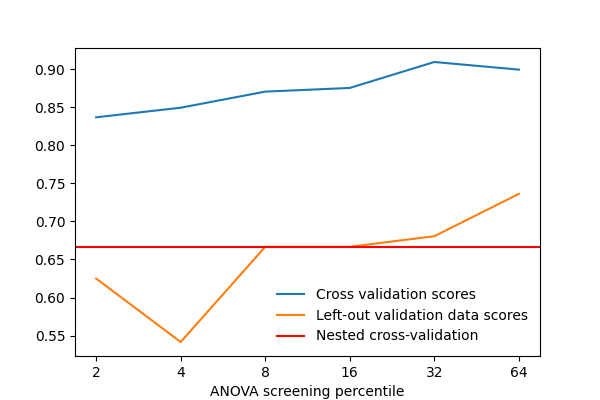 0.90
0.85
0.80
0.75
0.70
0.65
0.60
0.55
Cross validation scores
Left-out validation data scores
Nested cross-validation
2 4 8 16 32 64
ANOVA screening percentile